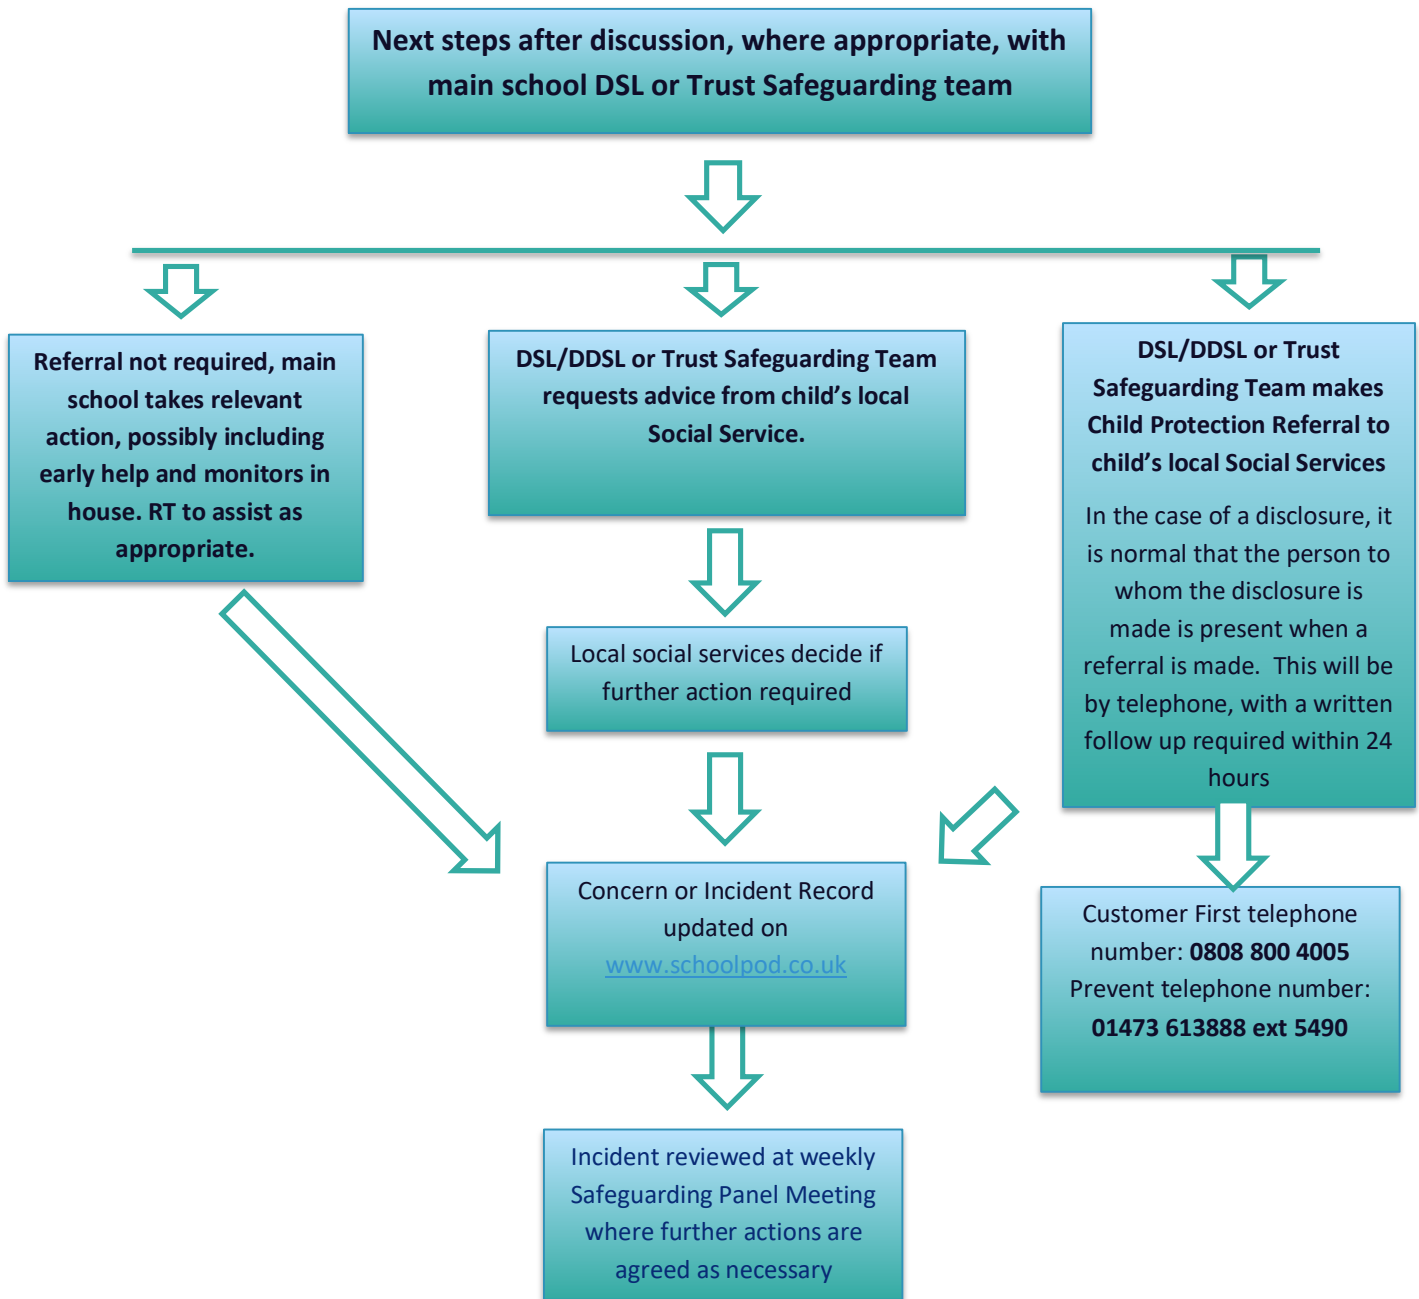 Next steps after discussion, where appropriate, with
main school DSL or Trust Safeguarding team
Referral not required, main
school takes relevant
action, possibly including
early help and monitors in
house. RT to assist as
appropriate.
DSL/DDSL or Trust Safeguarding Team
requests advice from child’s local
Social Service.
DSL/DDSL or Trust
Safeguarding Team makes
Child Protection Referral to
child’s local Social Services
In the case of a disclosure, it
is normal that the person to
whom the disclosure is
made is present when a
referral is made.  This will be
by telephone, with a written
follow up required within 24
hours
Local social services decide if
further action required
Concern or Incident Record
updated on
www.schoolpod.co.uk
Customer First telephone
number: 0808 800 4005
Prevent telephone number:
01473 613888 ext 5490
Incident reviewed at weekly
Safeguarding Panel Meeting
where further actions are
agreed as necessary